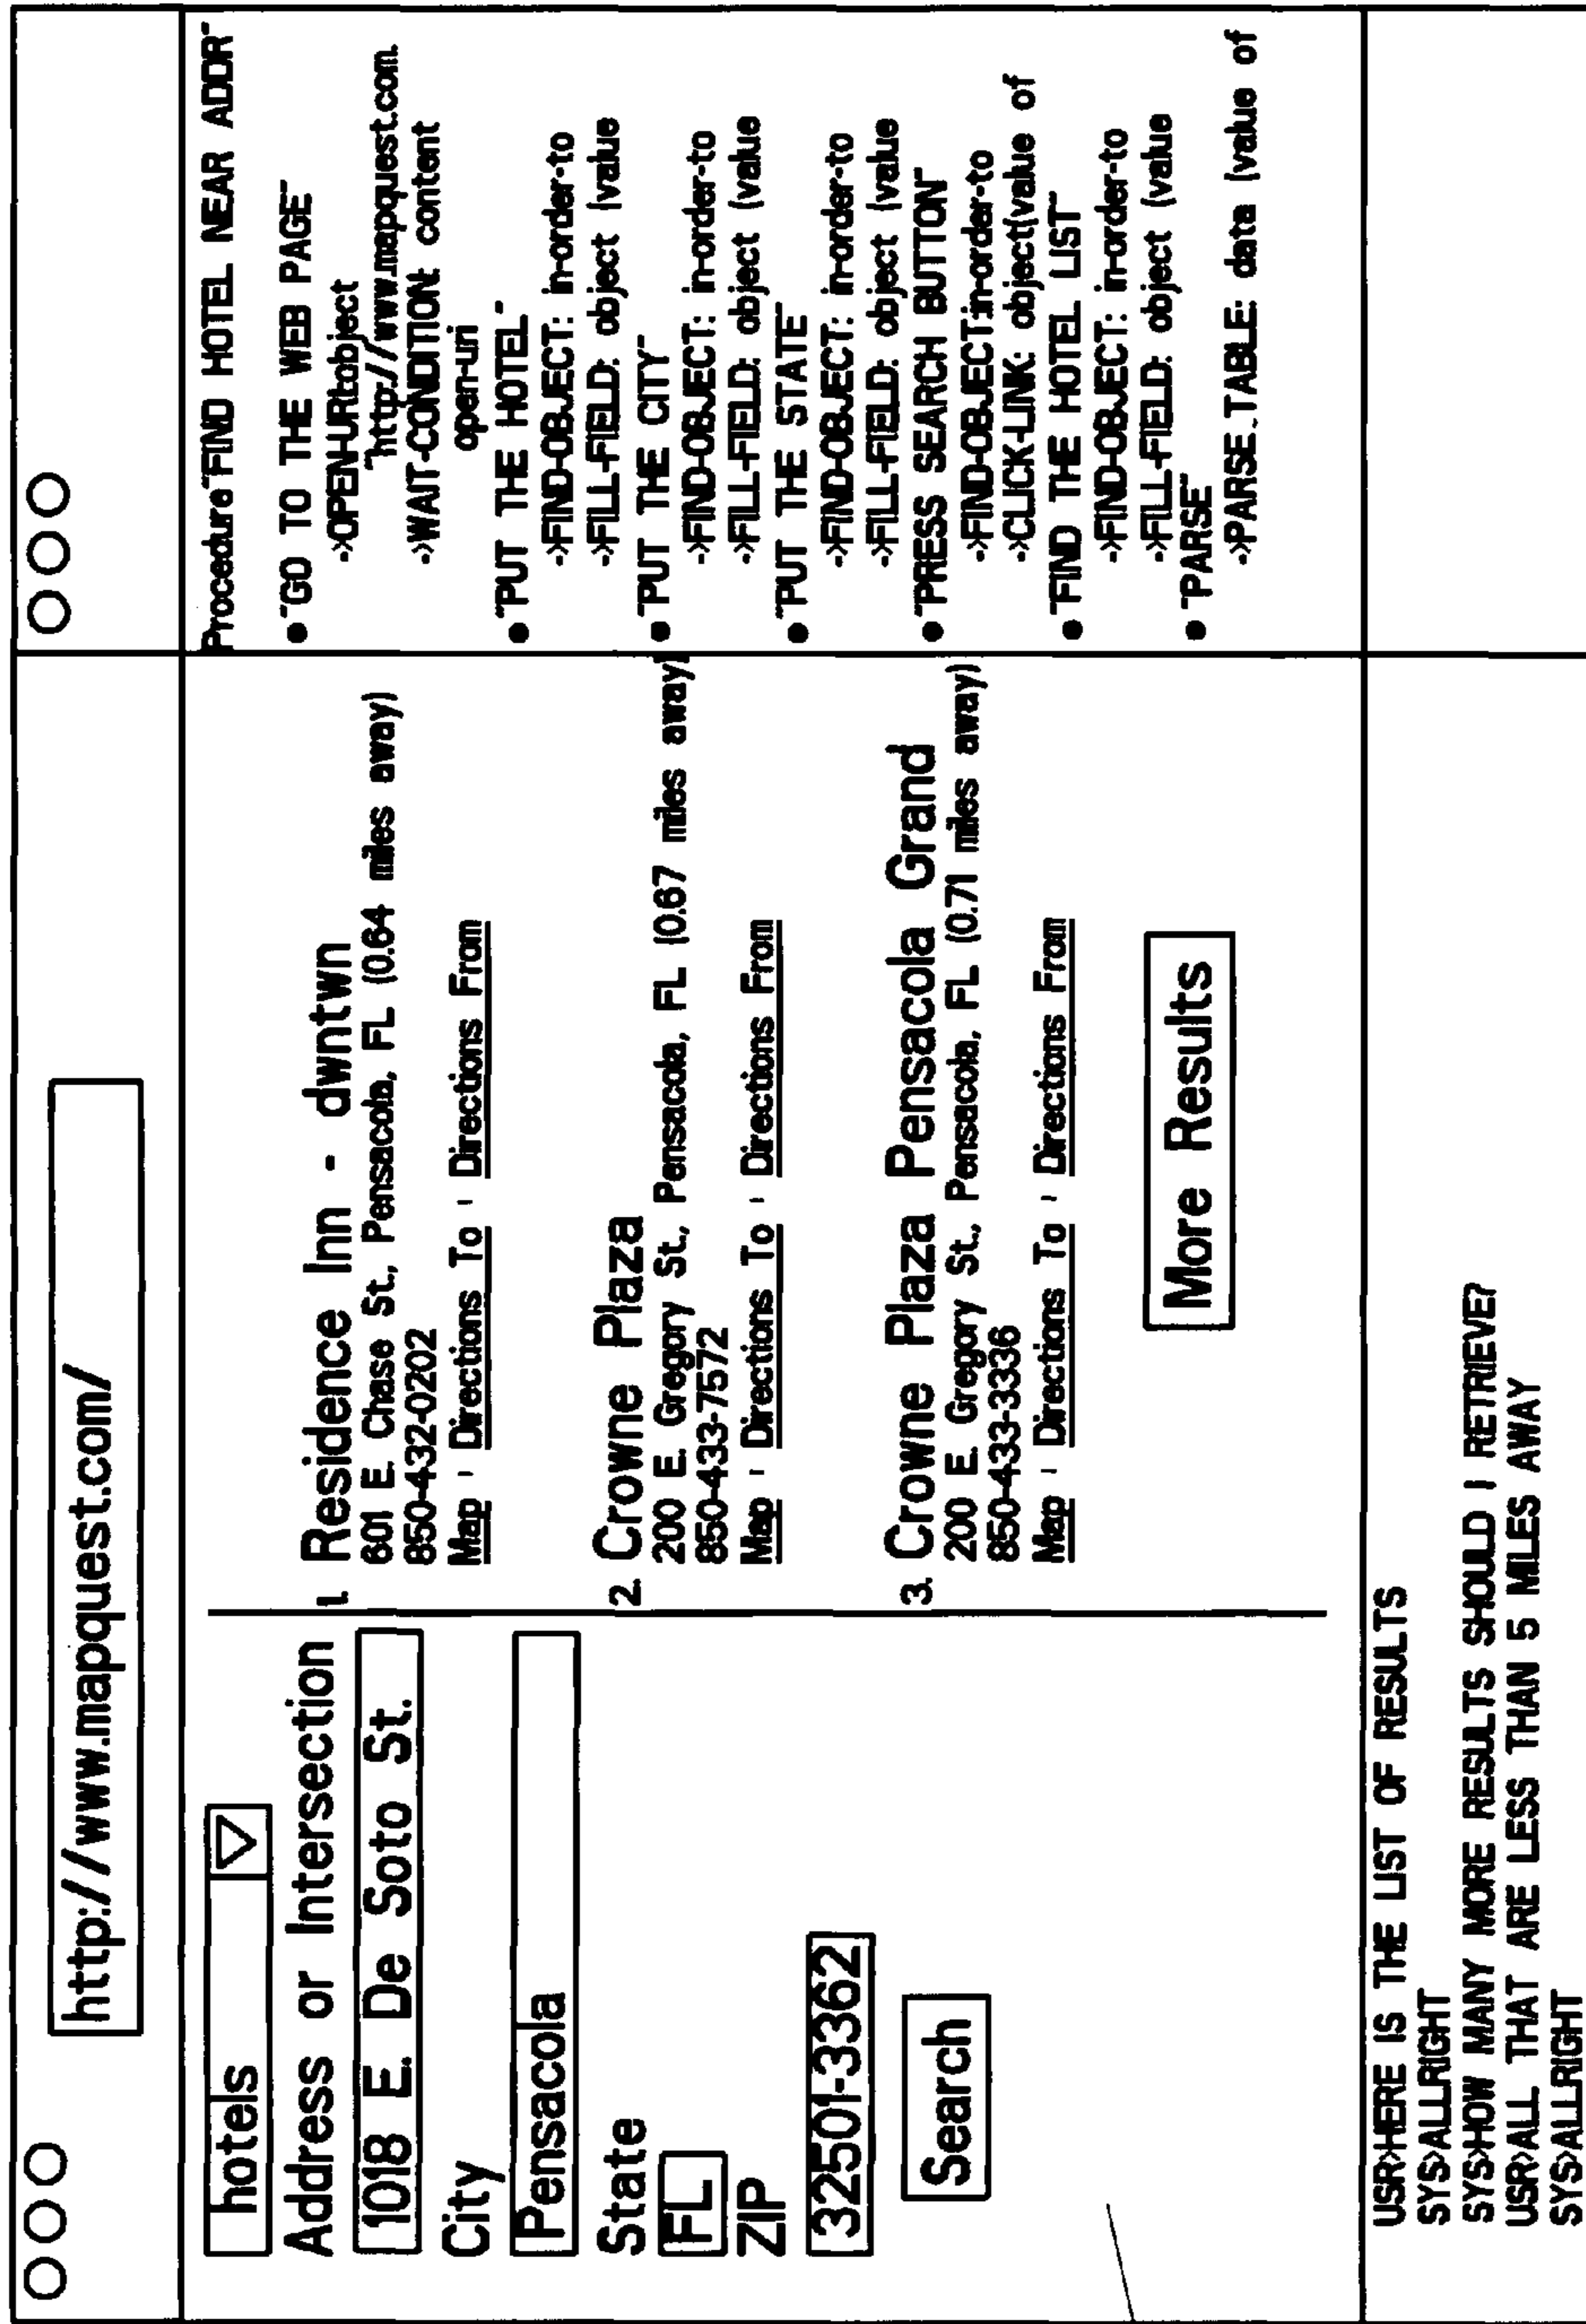 http://www.mapquest.com/
hotels
Address or Intersection
1018 E. De Soto St.
City
Pensacola
State
FL
ZIP
32501-3362
Search
1. Residence Inn - dwntwn
601 E. Chase St., Pensacola, FL (0.64 miles away)
850-432-0202
Map | Directions To | Directions From
2. Crowne Plaza
200 E. Gregory St., Pensacola, FL (0.67 miles away)
850-433-7572
Map | Directions To | Directions From
3. Crowne Plaza Pensacola Grand
200 E. Gregory St., Pensacola, FL (0.71 miles away)
850-433-3336
Map | Directions To | Directions From
More Results
Procedure "FIND HOTEL NEAR ADDR"
• "GO TO THE WEB PAGE"
->OPEN-URI:object
"http://www.mapquest.com.
->WAIT-CONDITION: content
open-uri
• "PUT THE HOTEL"
->FIND-OBJECT: in-order-to
->FILL-FIELD: object (value
• "PUT THE CITY"
->FIND-OBJECT: in-order-to
->FILL-FIELD: object (value
• "PUT THE STATE"
->FIND-OBJECT: in-order-to
->FILL-FIELD: object (value
• "PRESS SEARCH BUTTON"
->FIND-OBJECT:in-order-to
->CLICK-LINK: object(value of
• "FIND THE HOTEL LIST"
->FIND-OBJECT: in-order-to
->FILL-FIELD: object (value
• "PARSE"
->PARSE_TABLE: data (value of
USR>HERE IS THE LIST OF RESULTS
SYS>ALLRIGHT
SYS>HOW MANY MORE RESULTS SHOULD I RETRIEVE?
USR>ALL THAT ARE LESS THAN 5 MILES AWAY
SYS>ALLRIGHT